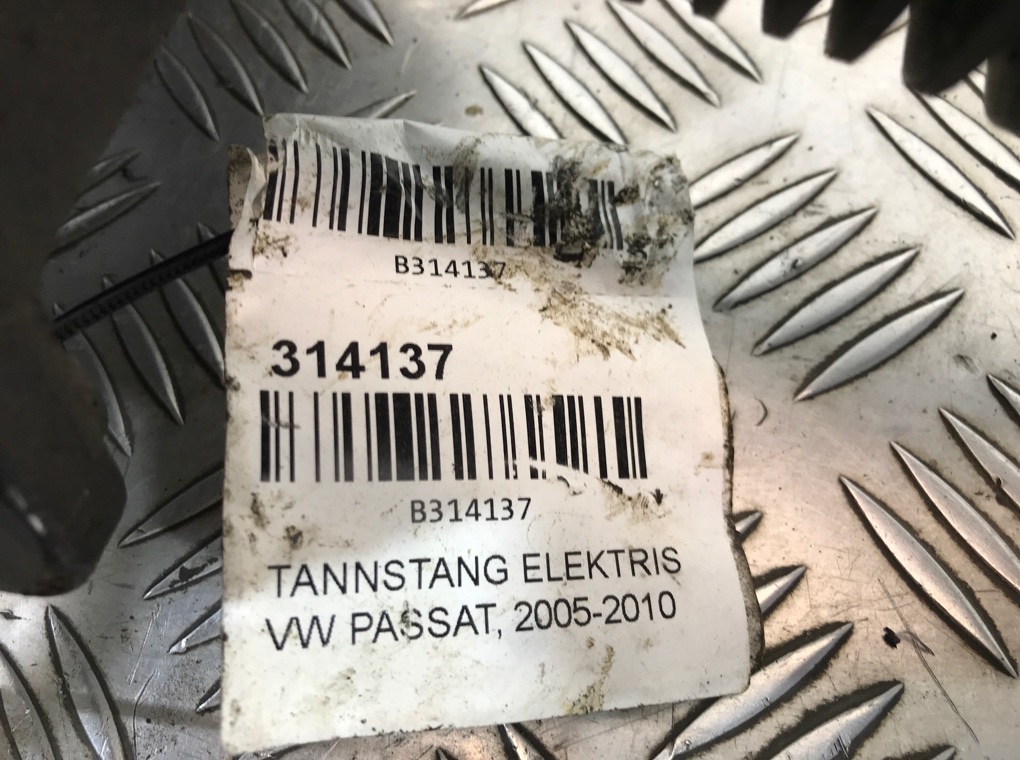 B314137
314137
B314137
TANNSTANG ELEKTRIS
VW PASSAT, 2005-2010